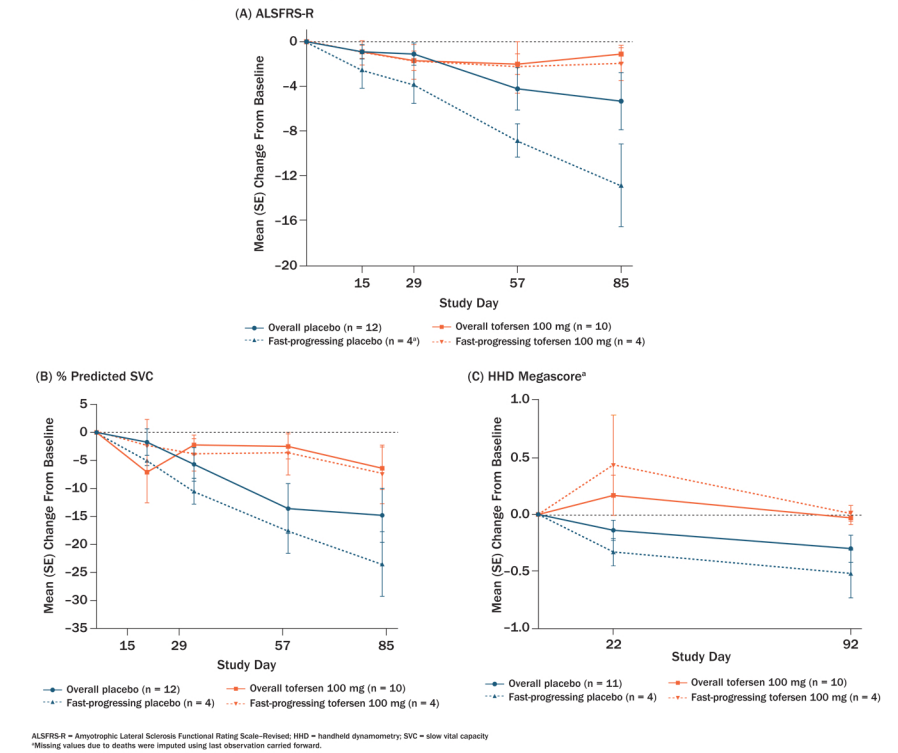 (A) ALSFRS-R
Mean (SE) Change From Baseline
0
–4
–8
–12
–16
–20
15 29 57 85
Study Day
Overall placebo (n = 12) Overall tofersen 100 mg (n = 10)
Fast-progressing placebo (n = 4ᵃ) Fast-progressing tofersen 100 mg (n = 4)
(B) % Predicted SVC
Mean (SE) Change From Baseline
5
0
–5
–10
–15
–20
–25
–30
–35
15 29 57 85
Study Day
Overall placebo (n = 12) Overall tofersen 100 mg (n = 10)
Fast-progressing placebo (n = 4) Fast-progressing tofersen 100 mg (n = 4)
(C) HHD Megascoreᵃ
Mean (SE) Change From Baseline
1.0
0.5
0.0
–0.5
–1.0
22 92
Study Day
Overall placebo (n = 11) Overall tofersen 100 mg (n = 10)
Fast-progressing placebo (n = 4) Fast-progressing tofersen 100 mg (n = 4)
ALSFRS-R = Amyotrophic Lateral Sclerosis Functional Rating Scale–Revised; HHD = handheld dynamometry; SVC = slow vital capacity
ᵃMissing values due to deaths were imputed using last observation carried forward.